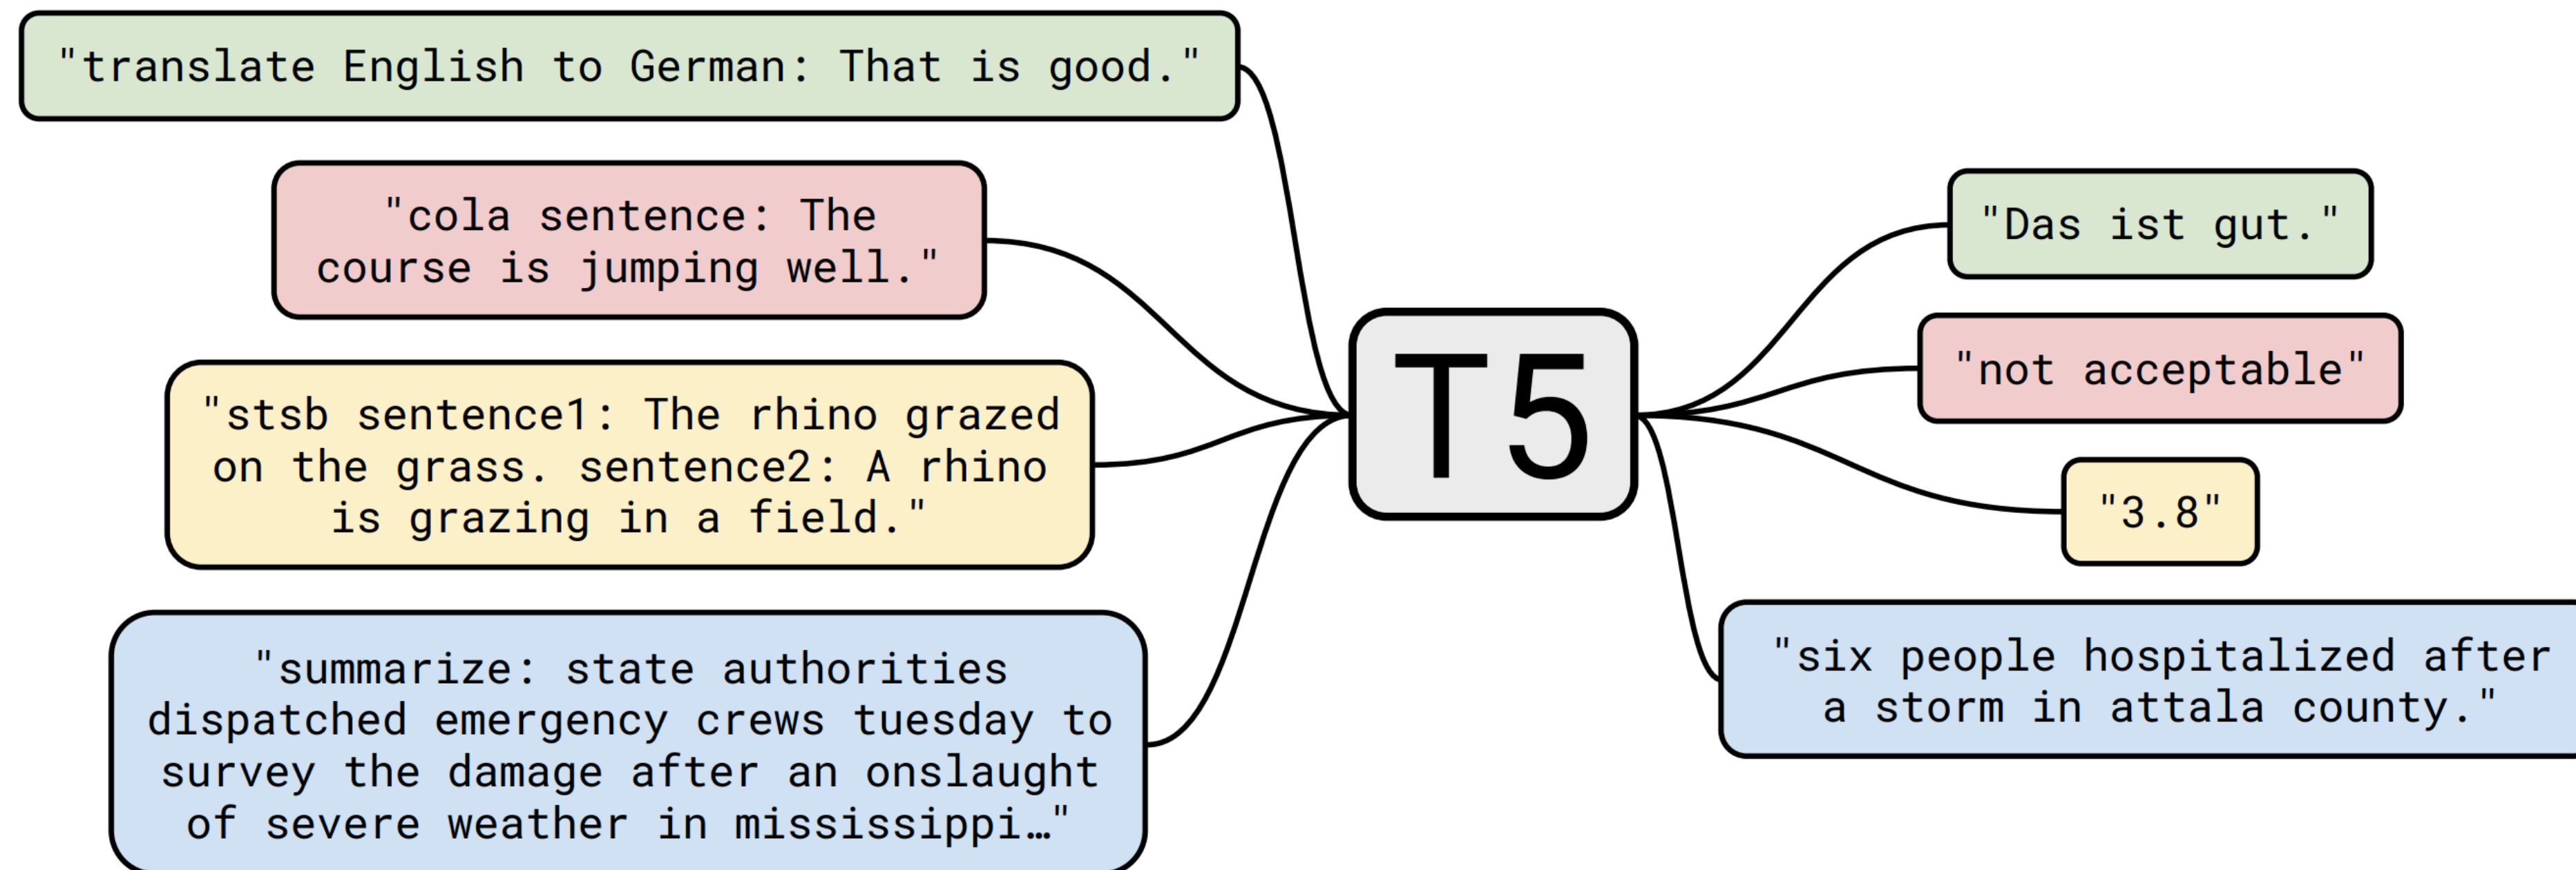 "translate English to German: That is good."
"cola sentence: The
course is jumping well."
"stsb sentence1: The rhino grazed
on the grass. sentence2: A rhino
is grazing in a field."
"summarize: state authorities
dispatched emergency crews tuesday to
survey the damage after an onslaught
of severe weather in mississippi…"
T5
"Das ist gut."
"not acceptable"
"3.8"
"six people hospitalized after
a storm in attala county."